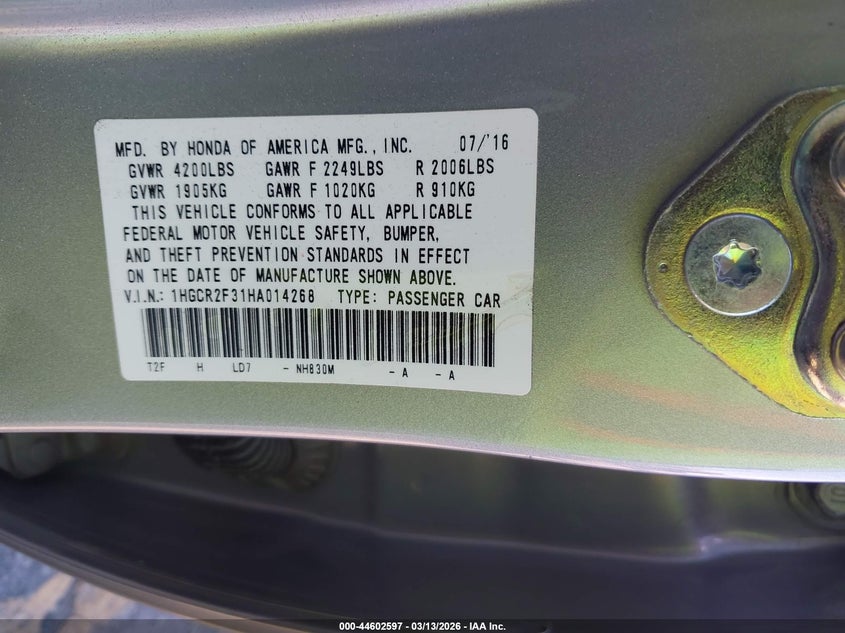 MFD. BY HONDA OF AMERICA MFG., INC. 07/'16
GVWR 4200LBS GAWR F 2249LBS R 2006LBS
GVWR 1905KG GAWR F 1020KG R 910KG
THIS VEHICLE CONFORMS TO ALL APPLICABLE
FEDERAL MOTOR VEHICLE SAFETY, BUMPER,
AND THEFT PREVENTION STANDARDS IN EFFECT
ON THE DATE OF MANUFACTURE SHOWN ABOVE.
V.I.N.: 1HGCR2F31HA014268 TYPE: PASSENGER CAR
T2F H LD7 - NH830M - A - A
000-44602597 - 03/13/2026 - IAA Inc.